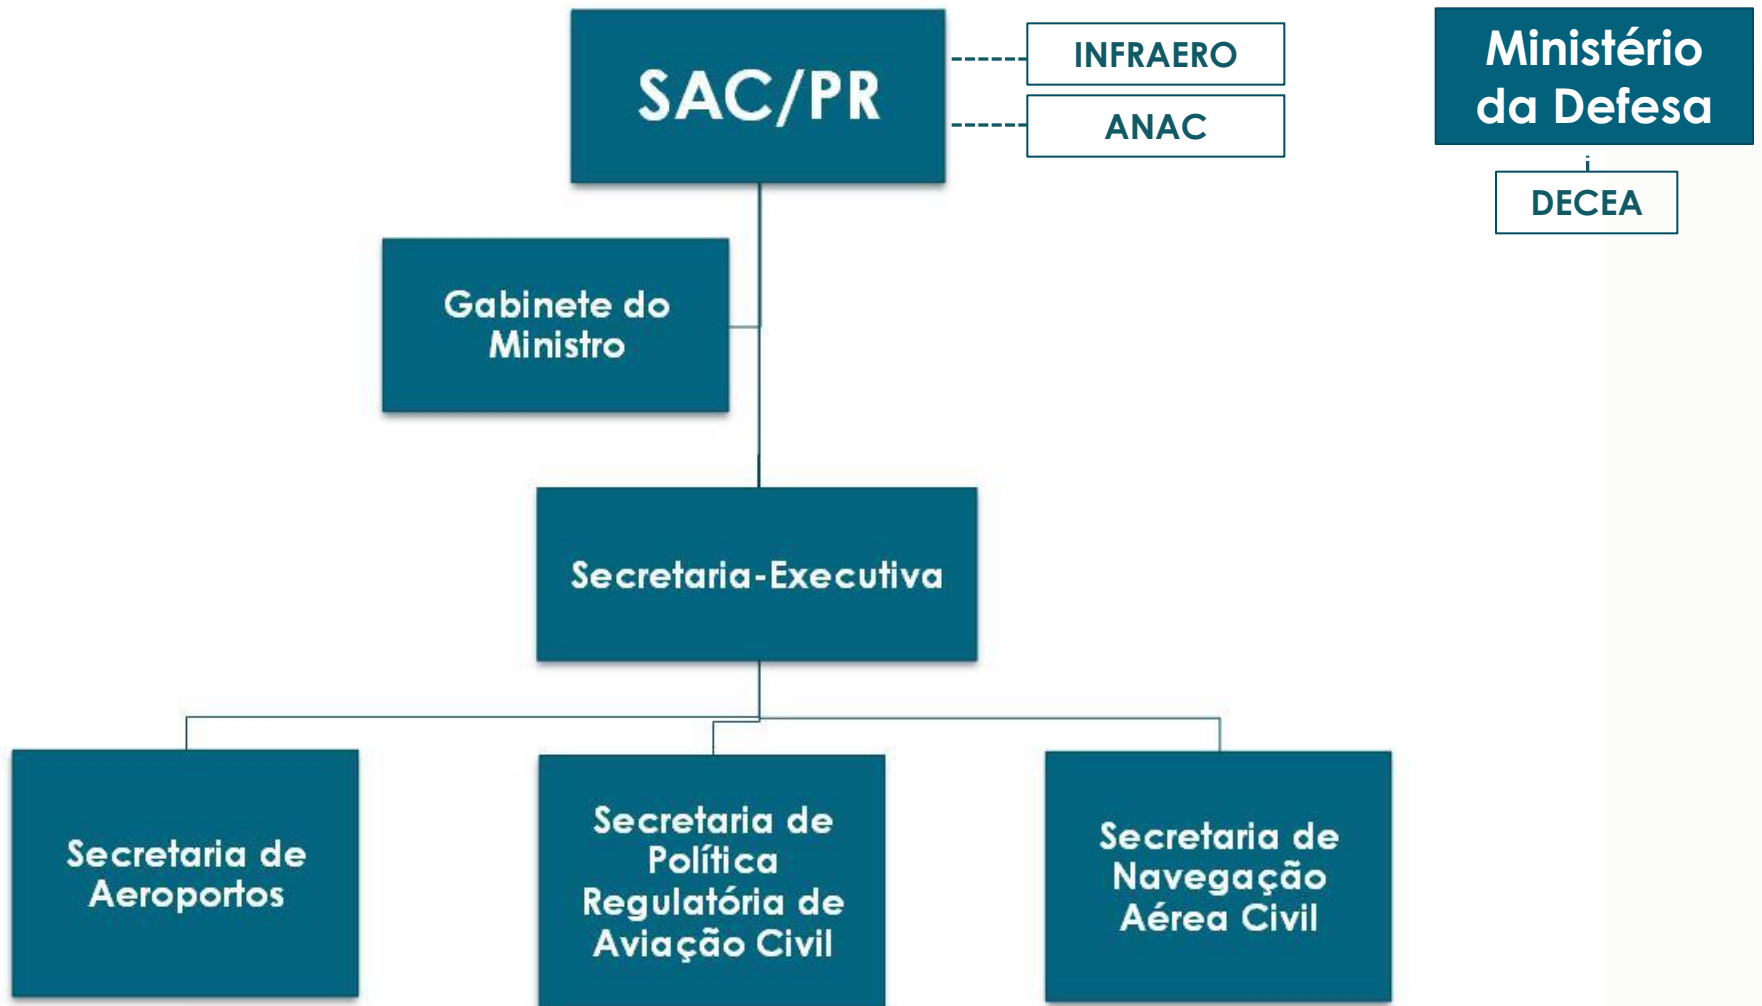 SAC/PR
INFRAERO
ANAC
Ministério
da Defesa
DECEA
Gabinete do
Ministro
Secretaria-Executiva
Secretaria de
Aeroportos
Secretaria de
Política
Regulatória de
Aviação Civil
Secretaria de
Navegação
Aérea Civil